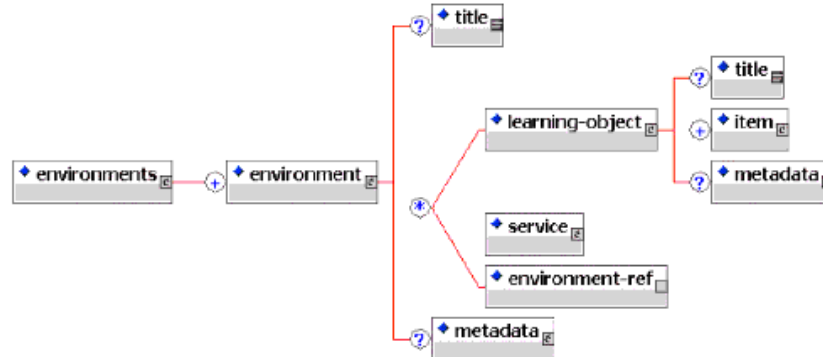 ? title
? title
learning-object
+ item
environments + environment
? metadata
*
service
environment-ref
? metadata